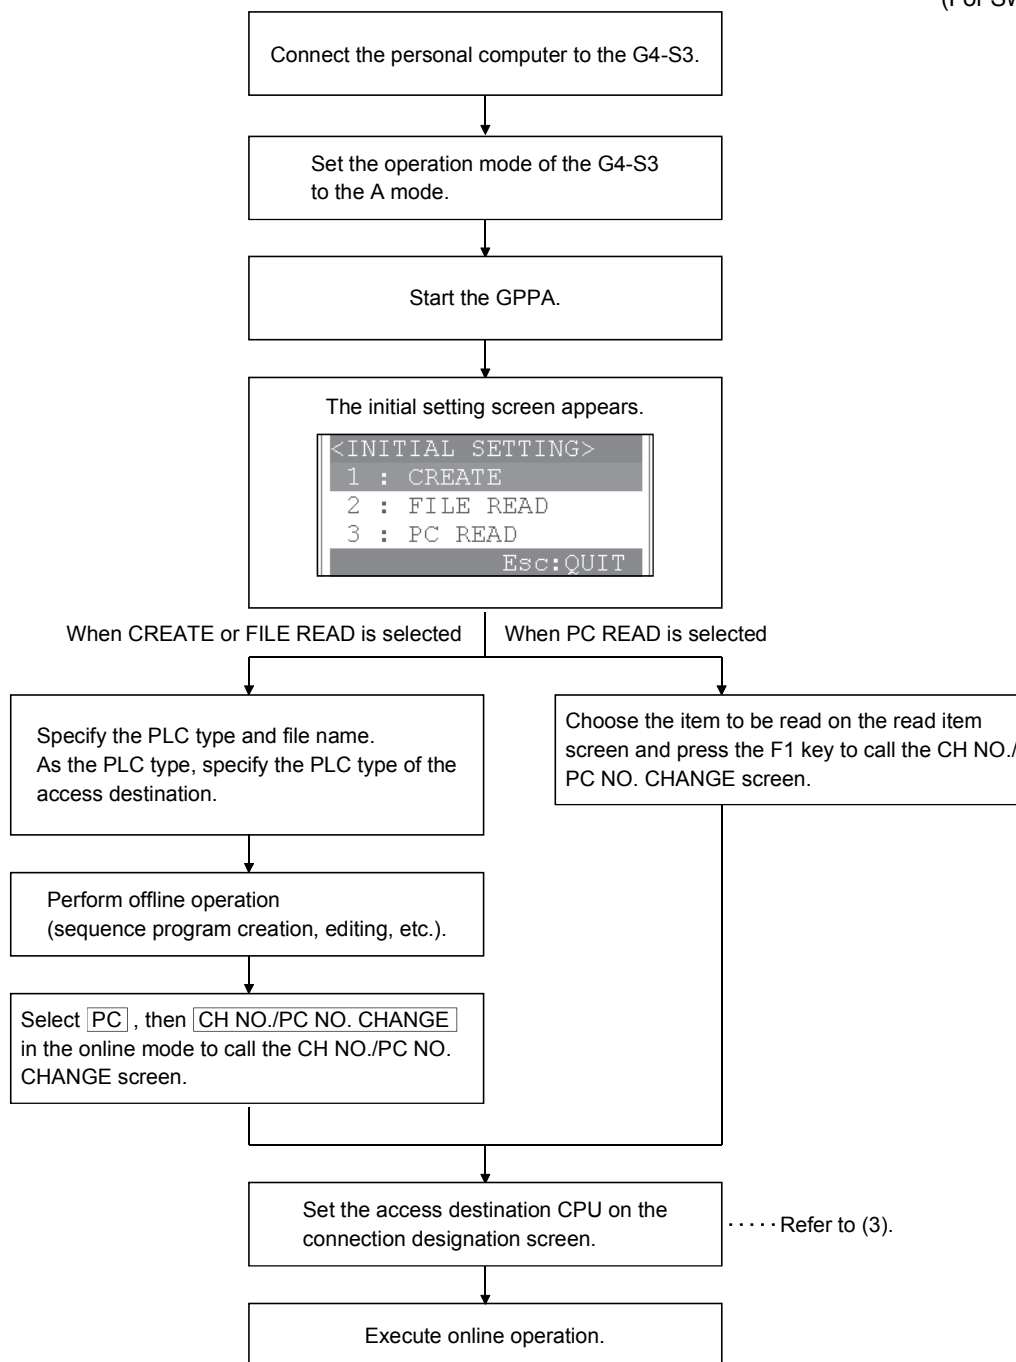 Connect the personal computer to the G4-S3.
Set the operation mode of the G4-S3
to the A mode.
Start the GPPA.
The initial setting screen appears.
<INITIAL SETTING>
1 : CREATE
2 : FILE READ
3 : PC READ
Esc:QUIT
When CREATE or FILE READ is selected
When PC READ is selected
Specify the PLC type and file name.
As the PLC type, specify the PLC type of the
access destination.
Choose the item to be read on the read item
screen and press the F1 key to call the CH NO./
PC NO. CHANGE screen.
Perform offline operation
(sequence program creation, editing, etc.).
Select PC , then CH NO./PC NO. CHANGE
in the online mode to call the CH NO./PC NO.
CHANGE screen.
Set the access destination CPU on the
connection designation screen.
·····Refer to (3).
Execute online operation.